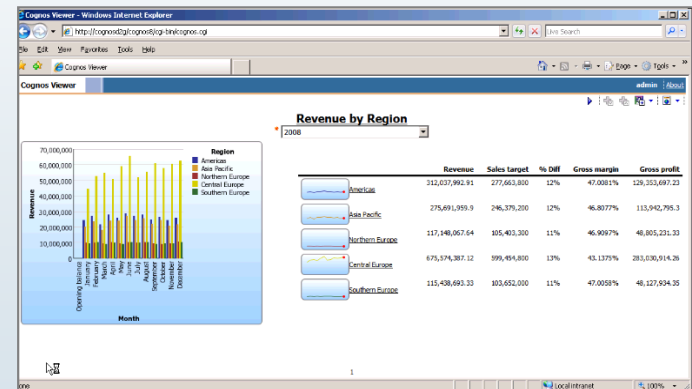 Cognos Viewer - Windows Internet Explorer
http://cognosd2g/cognos8/cgi-bin/cognos.cgi
Live Search
File Edit View Favorites Tools Help
Cognos Viewer
Page Tools
Cognos Viewer admin About
Revenue by Region
* 2008
70,000,000
60,000,000
50,000,000
40,000,000
30,000,000
20,000,000
10,000,000
0
Revenue
Region
Americas
Asia Pacific
Northern Europe
Central Europe
Southern Europe
Opening balance
January
February
March
April
May
June
July
August
September
October
November
December
Month
Revenue Sales target % Diff Gross margin Gross profit
Americas 312,037,992.91 277,663,800 12% 47.0081% 129,353,697.23
Asia Pacific 275,691,959.9 246,379,200 12% 46.8077% 113,942,795.3
Northern Europe 117,148,067.64 105,403,300 11% 46.9097% 48,805,231.33
Central Europe 675,574,387.12 599,454,800 13% 43.1375% 283,030,914.26
Southern Europe 115,438,693.33 103,652,000 11% 47.0058% 48,127,934.35
1
Local intranet 100%